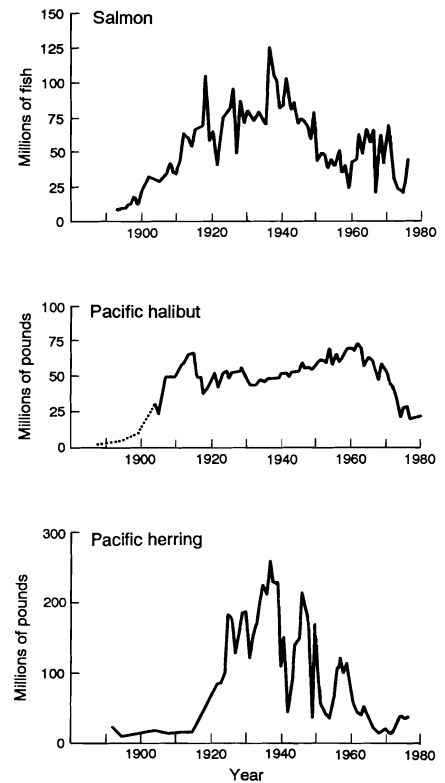 Salmon
150
125
100
75
50
25
0
Millions of fish
1900 1920 1940 1960 1980
Pacific halibut
100
75
50
25
0
Millions of pounds
1900 1920 1940 1960 1980
Pacific herring
300
200
100
0
Millions of pounds
1900 1920 1940 1960 1980
Year